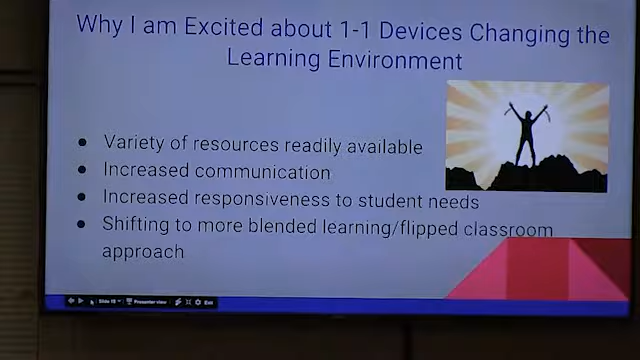 Why I am Excited about 1-1 Devices Changing the
Learning Environment
● Variety of resources readily available
● Increased communication
● Increased responsiveness to student needs
● Shifting to more blended learning/flipped classroom
approach
Slide 15 Presenter view Exit